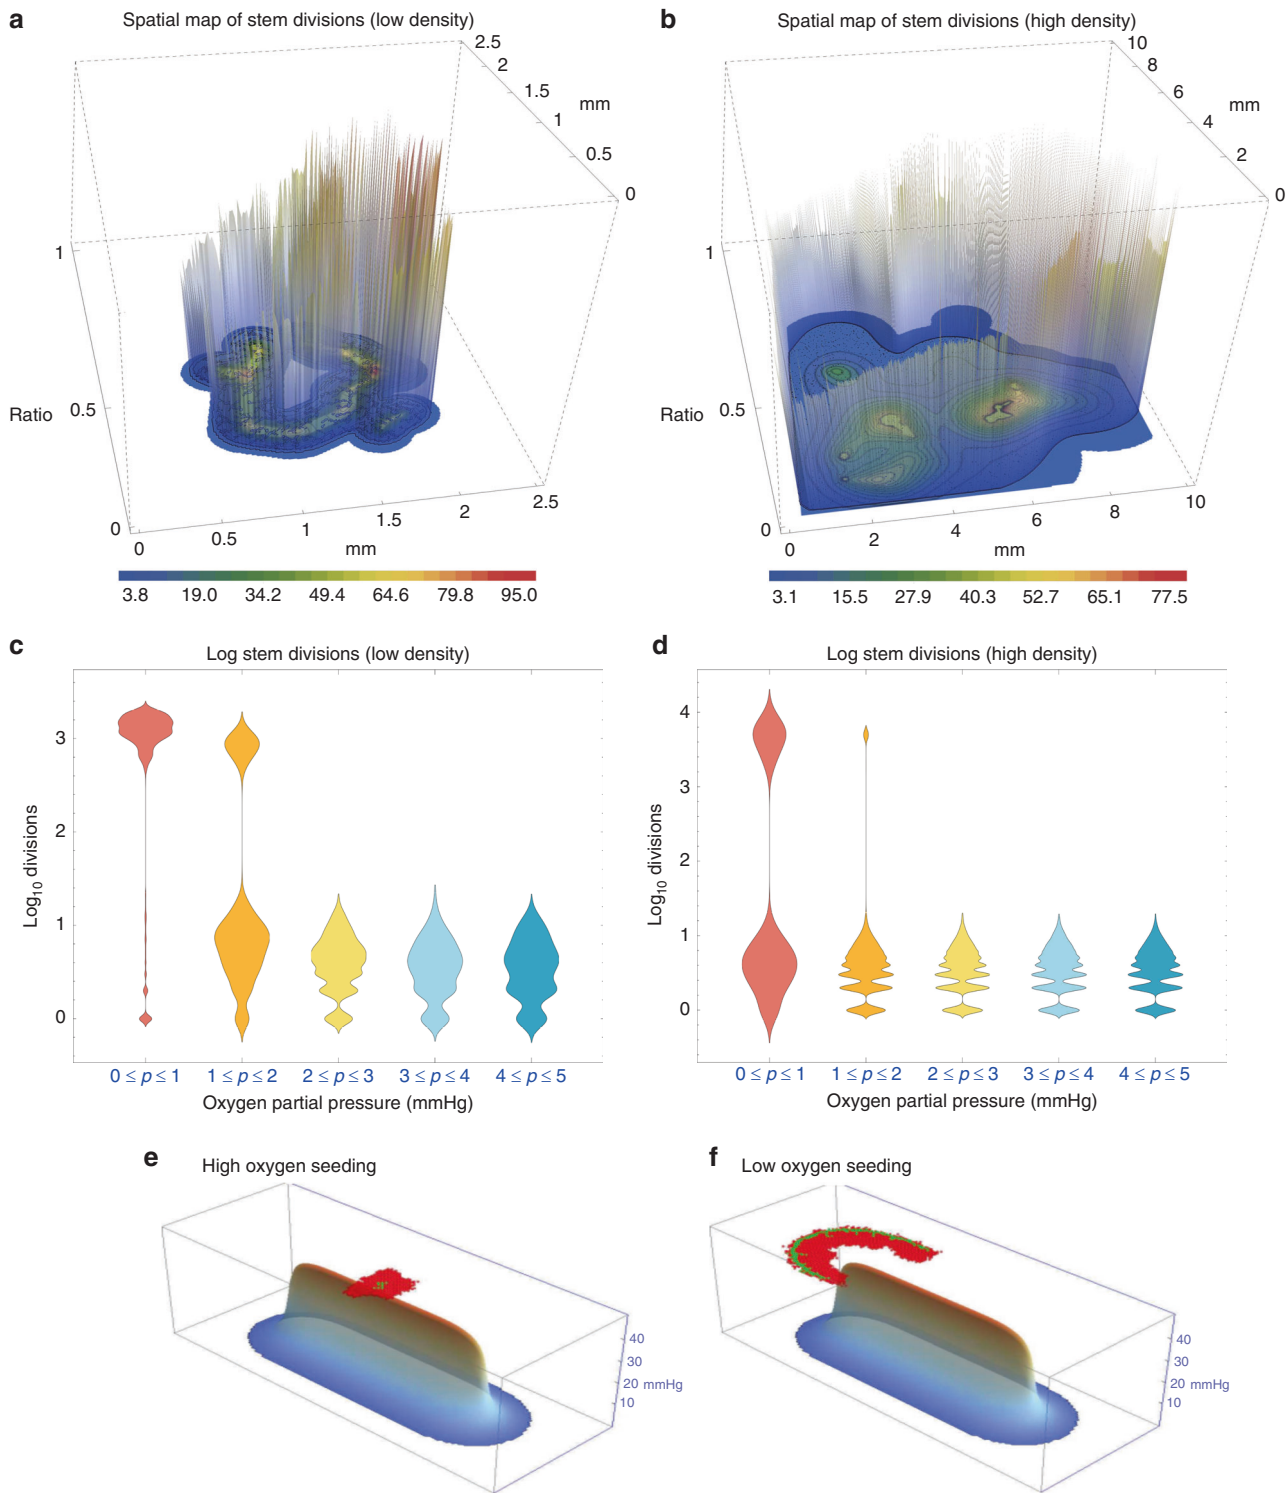 a Spatial map of stem divisions (low density)
2.5
2
1.5
1
0.5
0
mm
1
Ratio 0.5
0
0
0.5
1
1.5
2
2.5
mm
3.8 19.0 34.2 49.4 64.6 79.8 95.0
b Spatial map of stem divisions (high density)
10
8
6
4
2
0
mm
1
Ratio 0.5
0
0
2
4
6
8
10
mm
3.1 15.5 27.9 40.3 52.7 65.1 77.5
c Log stem divisions (low density)
Log10 divisions
3
2
1
0
0 ≤ p ≤ 1 1 ≤ p ≤ 2 2 ≤ p ≤ 3 3 ≤ p ≤ 4 4 ≤ p ≤ 5
Oxygen partial pressure (mmHg)
d Log stem divisions (high density)
Log10 divisions
4
3
2
1
0
0 ≤ p ≤ 1 1 ≤ p ≤ 2 2 ≤ p ≤ 3 3 ≤ p ≤ 4 4 ≤ p ≤ 5
Oxygen partial pressure (mmHg)
e High oxygen seeding
40
30
20 mmHg
10
f Low oxygen seeding
40
30
20 mmHg
10